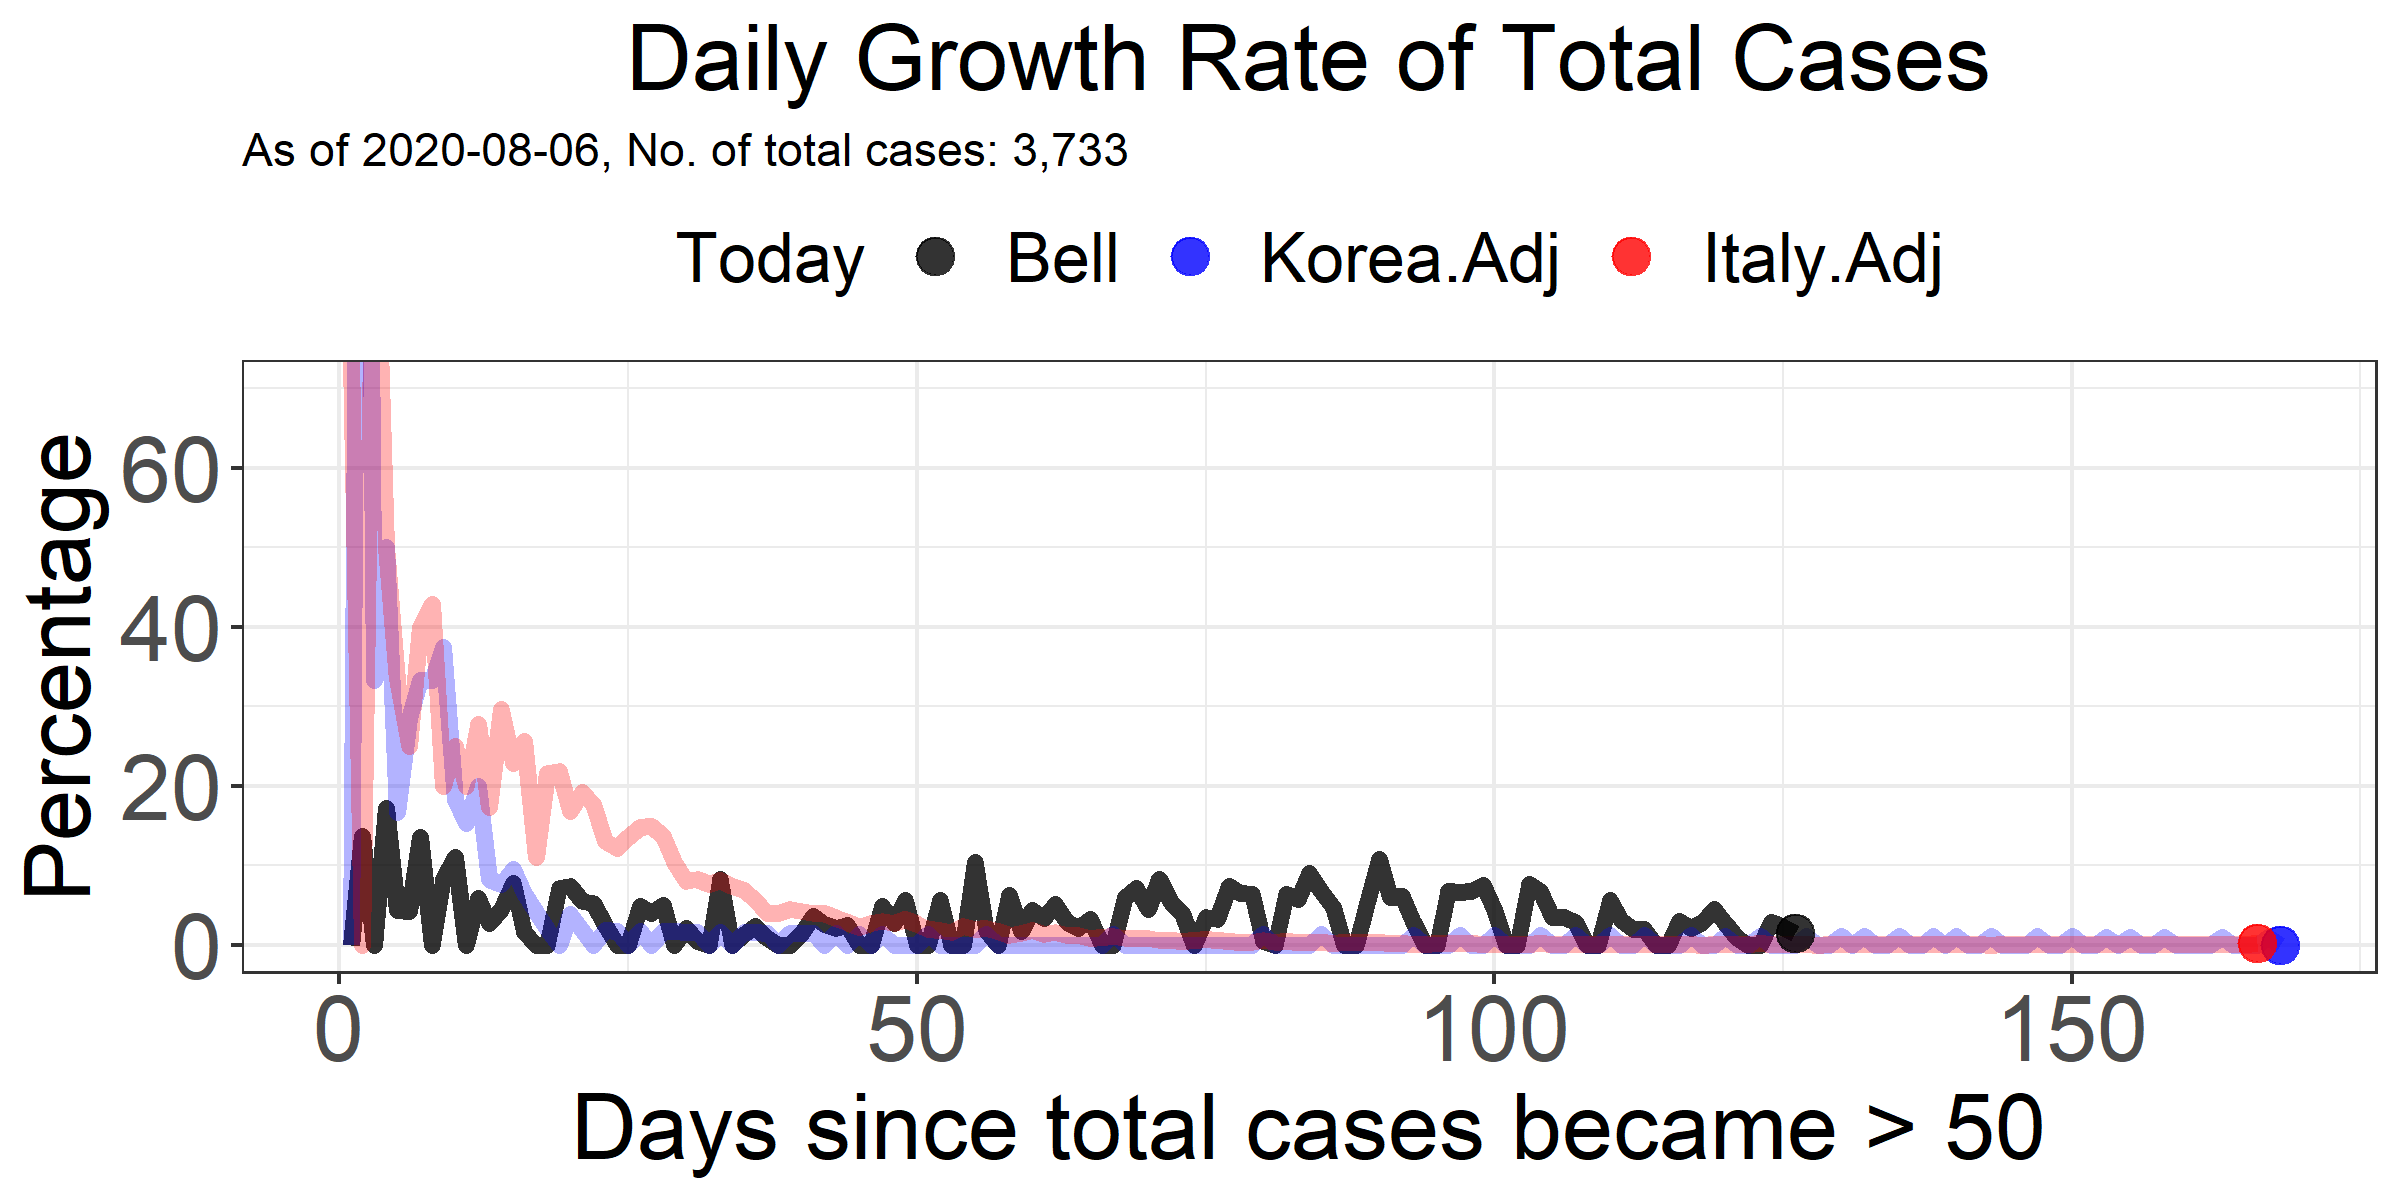 Daily Growth Rate of Total Cases
As of 2020-08-06, No. of total cases: 3,733
Today Bell Korea.Adj Italy.Adj
Percentage
60
40
20
0
0 50 100 150
Days since total cases became > 50